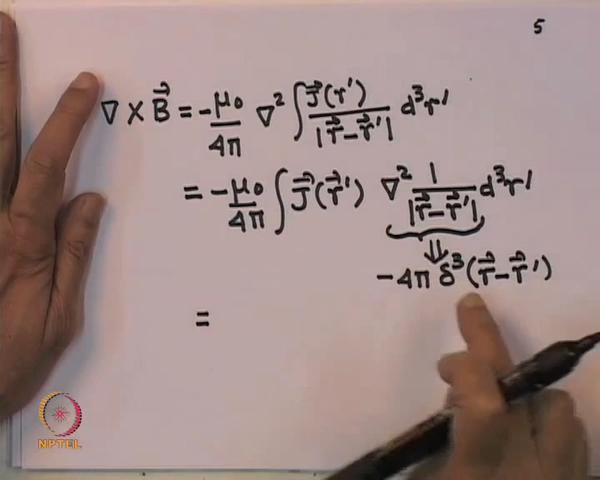 5
∇ × B⃗ = -μ₀/4π ∇² ∫ J⃗(r')/|r⃗-r⃗'| d³r'
= -μ₀/4π ∫ J⃗(r⃗') ∇² 1/|r⃗-r⃗'| d³r'
⇓
-4π δ³(r⃗-r⃗')
=
NPTEL